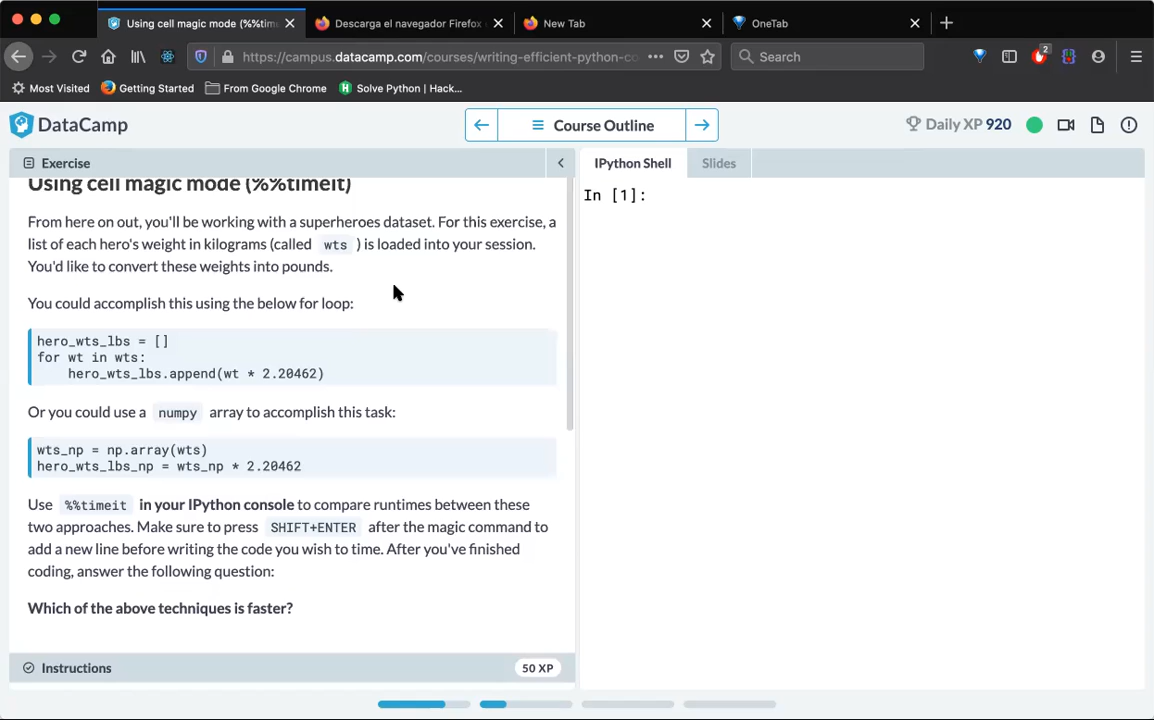 Using cell magic mode (%%tim
Descarga el navegador Firefox
New Tab
OneTab
https://campus.datacamp.com/courses/writing-efficient-python-co
Search
2
Most Visited
Getting Started
From Google Chrome
Solve Python | Hack...
DataCamp
Course Outline
Daily XP 920
Exercise
IPython Shell
Slides
Using cell magic mode (%%timeit)
In [1]:
From here on out, you'll be working with a superheroes dataset. For this exercise, a
list of each hero's weight in kilograms (called wts ) is loaded into your session.
You'd like to convert these weights into pounds.
You could accomplish this using the below for loop:
hero_wts_lbs = []
for wt in wts:
    hero_wts_lbs.append(wt * 2.20462)
Or you could use a numpy array to accomplish this task:
wts_np = np.array(wts)
hero_wts_lbs_np = wts_np * 2.20462
Use %%timeit in your IPython console to compare runtimes between these
two approaches. Make sure to press SHIFT+ENTER after the magic command to
add a new line before writing the code you wish to time. After you've finished
coding, answer the following question:
Which of the above techniques is faster?
Instructions
50 XP